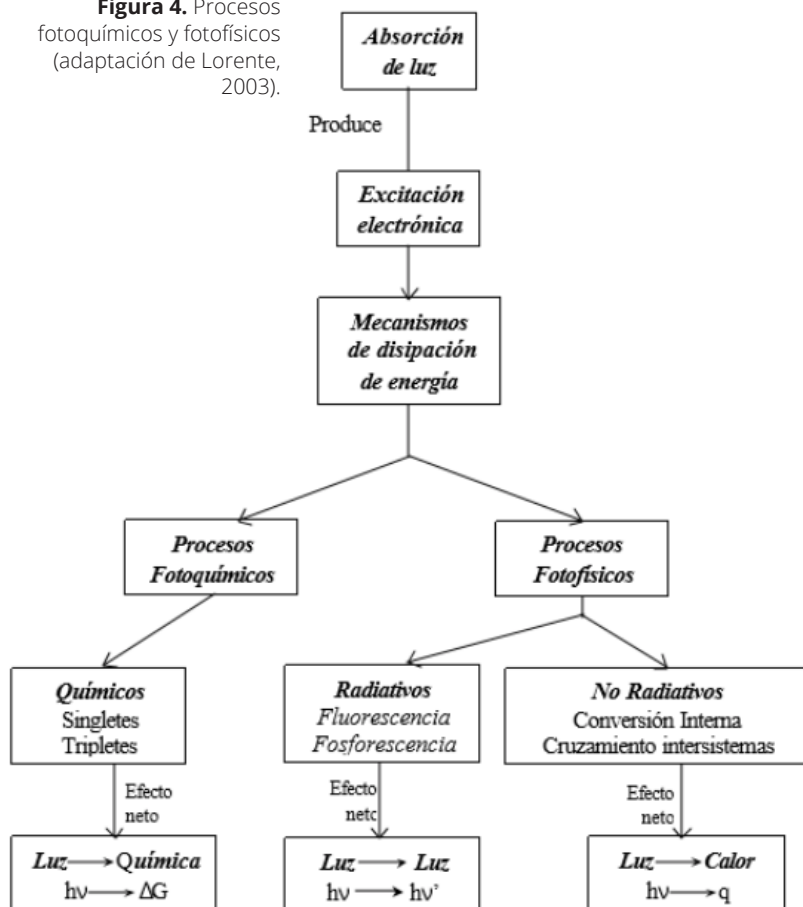 Figura 4. Procesos
fotoquímicos y fotofísicos
(adaptación de Lorente,
2003).
Absorción
de luz
Produce
Excitación
electrónica
Mecanismos
de disipación
de energía
Procesos
Fotoquímicos
Procesos
Fotofísicos
Químicos
Singletes
Tripletes
Radiativos
Fluorescencia
Fosforescencia
No Radiativos
Conversión Interna
Cruzamiento intersistemas
Efecto
neto
Efecto
neto
Efecto
neto
Luz → Química
hν → ΔG
Luz → Luz
hν → hν’
Luz → Calor
hν → q